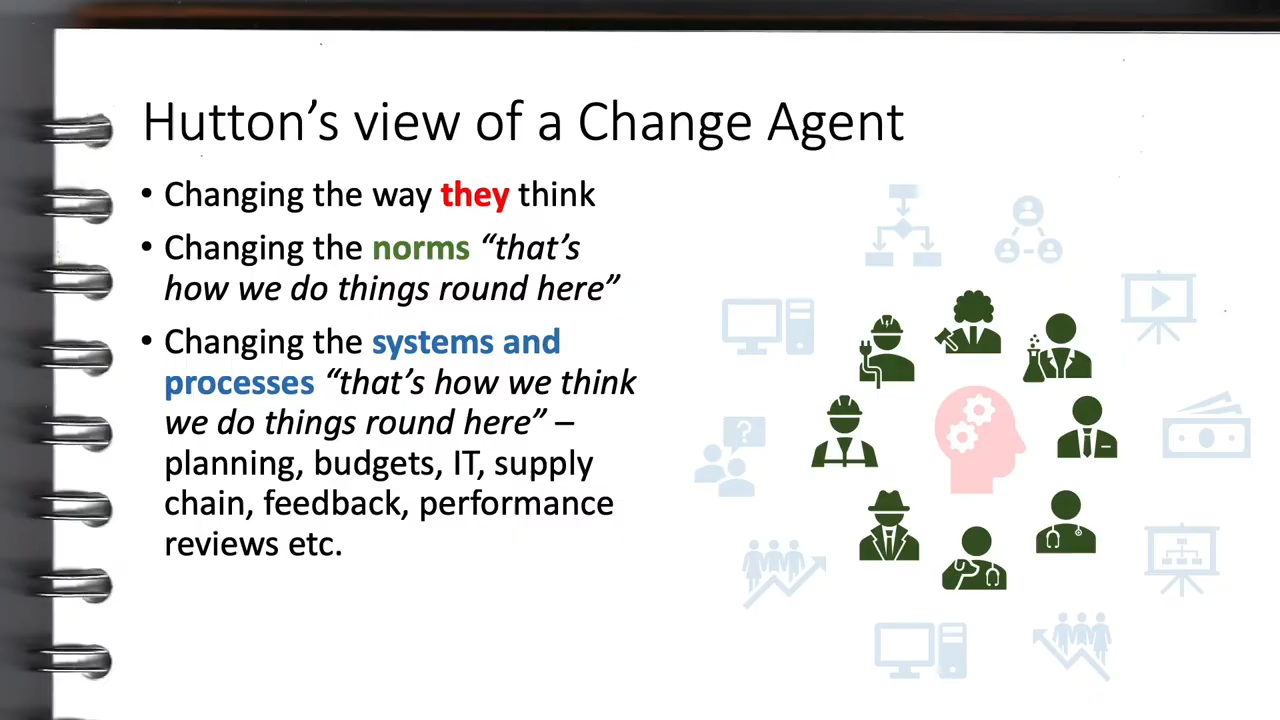 Hutton’s view of a Change Agent
• Changing the way they think
• Changing the norms “that’s
how we do things round here”
• Changing the systems and
processes “that’s how we think
we do things round here” –
planning, budgets, IT, supply
chain, feedback, performance
reviews etc.
?